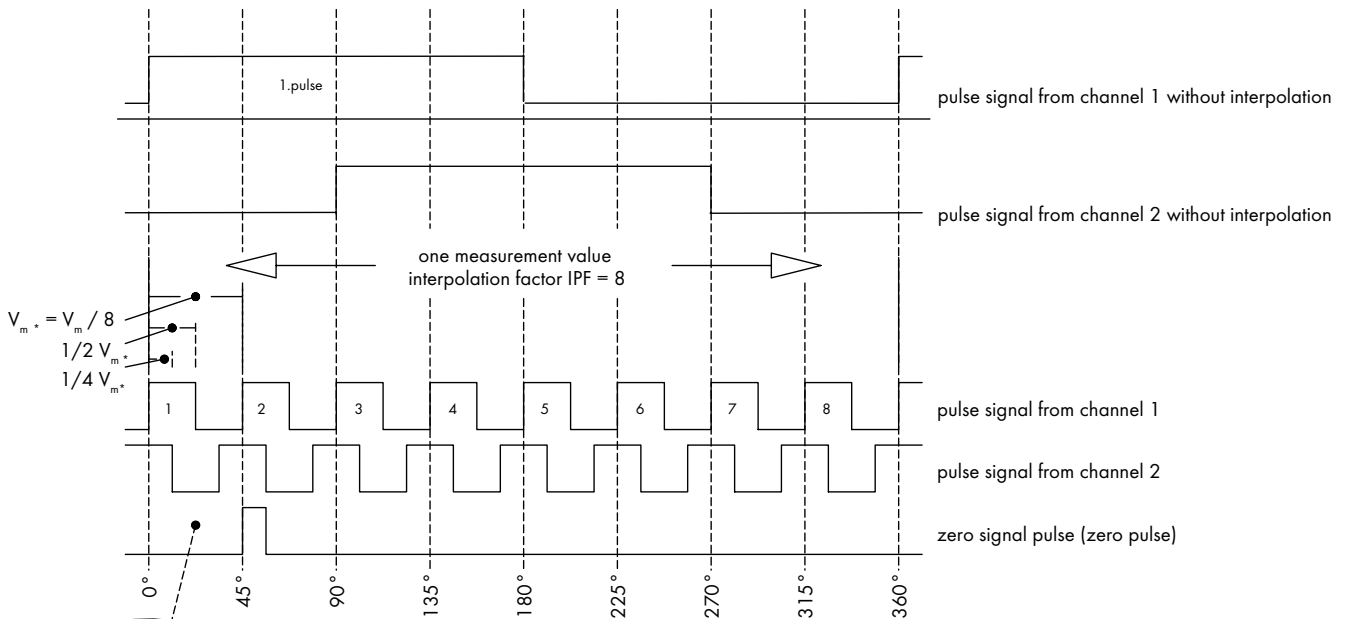 1.pulse
pulse signal from channel 1 without interpolation
pulse signal from channel 2 without interpolation
one measurement value
interpolation factor IPF = 8
Vm * = Vm / 8
1/2 Vm*
1/4 Vm*
1 2 3 4 5 6 7 8
pulse signal from channel 1
pulse signal from channel 2
zero signal pulse (zero pulse)
0° 45° 90° 135° 180° 225° 270° 315° 360°